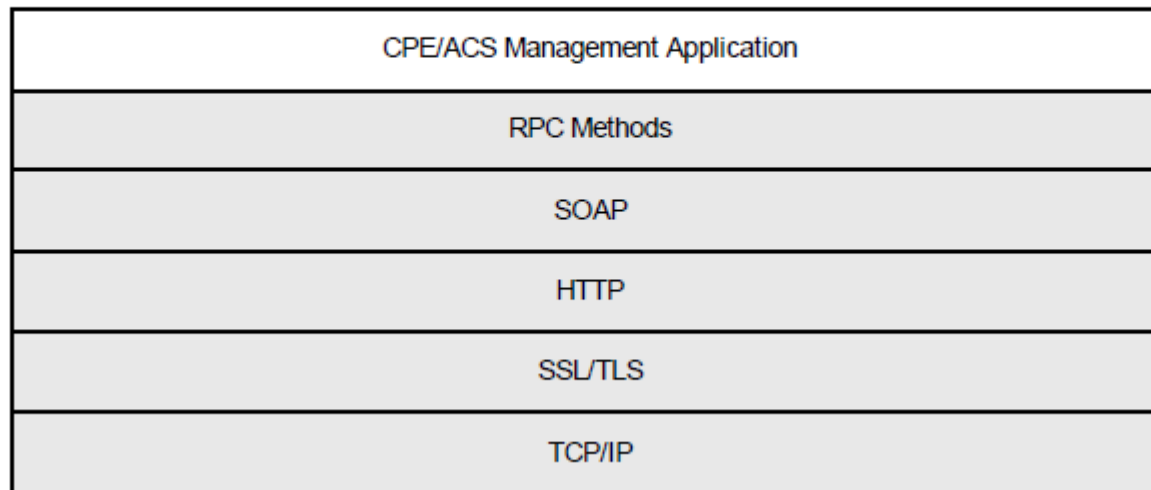 CPE/ACS Management Application
RPC Methods
SOAP
HTTP
SSL/TLS
TCP/IP